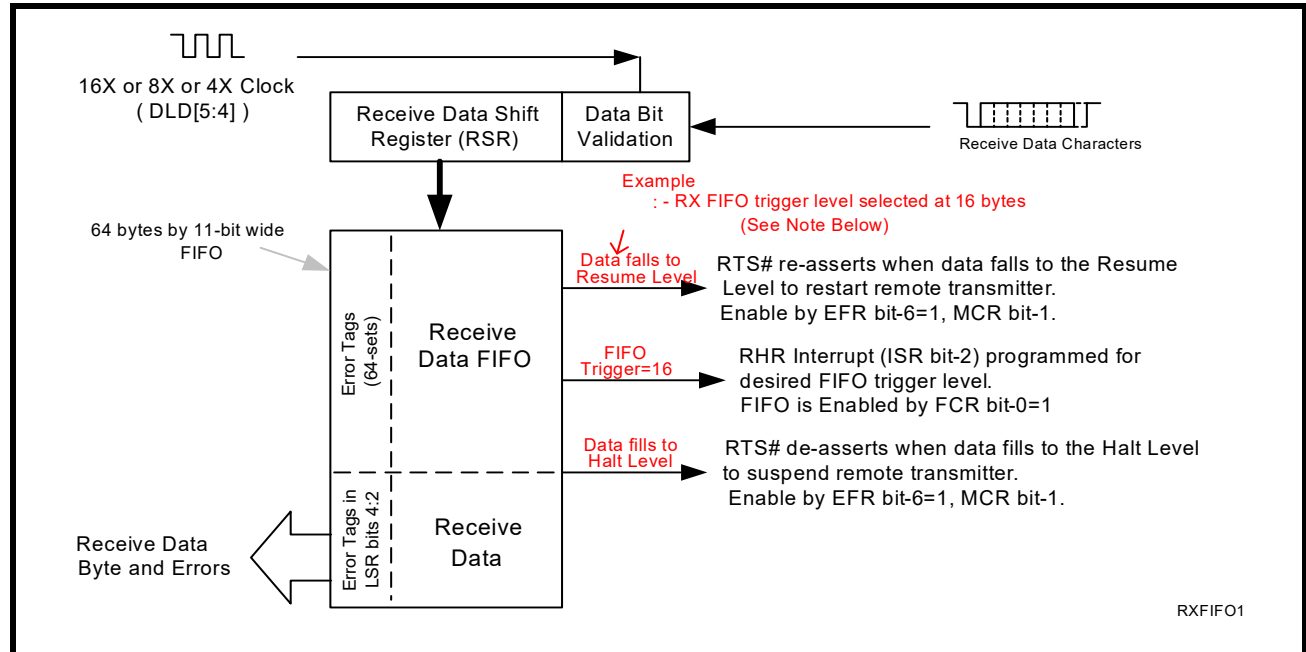 16X or 8X or 4X Clock
( DLD[5:4] )
Receive Data Shift
Register (RSR)
Data Bit
Validation
Receive Data Characters
Example
: - RX FIFO trigger level selected at 16 bytes
(See Note Below)
64 bytes by 11-bit wide
FIFO
Error Tags
(64-sets)
Receive
Data FIFO
Data falls to
Resume Level
RTS# re-asserts when data falls to the Resume
Level to restart remote transmitter.
Enable by EFR bit-6=1, MCR bit-1.
FIFO
Trigger=16
RHR Interrupt (ISR bit-2) programmed for
desired FIFO trigger level.
FIFO is Enabled by FCR bit-0=1
Data fills to
Halt Level
RTS# de-asserts when data fills to the Halt Level
to suspend remote transmitter.
Enable by EFR bit-6=1, MCR bit-1.
Error Tags in
LSR bits 4:2
Receive
Data
Receive Data
Byte and Errors
RXFIFO1